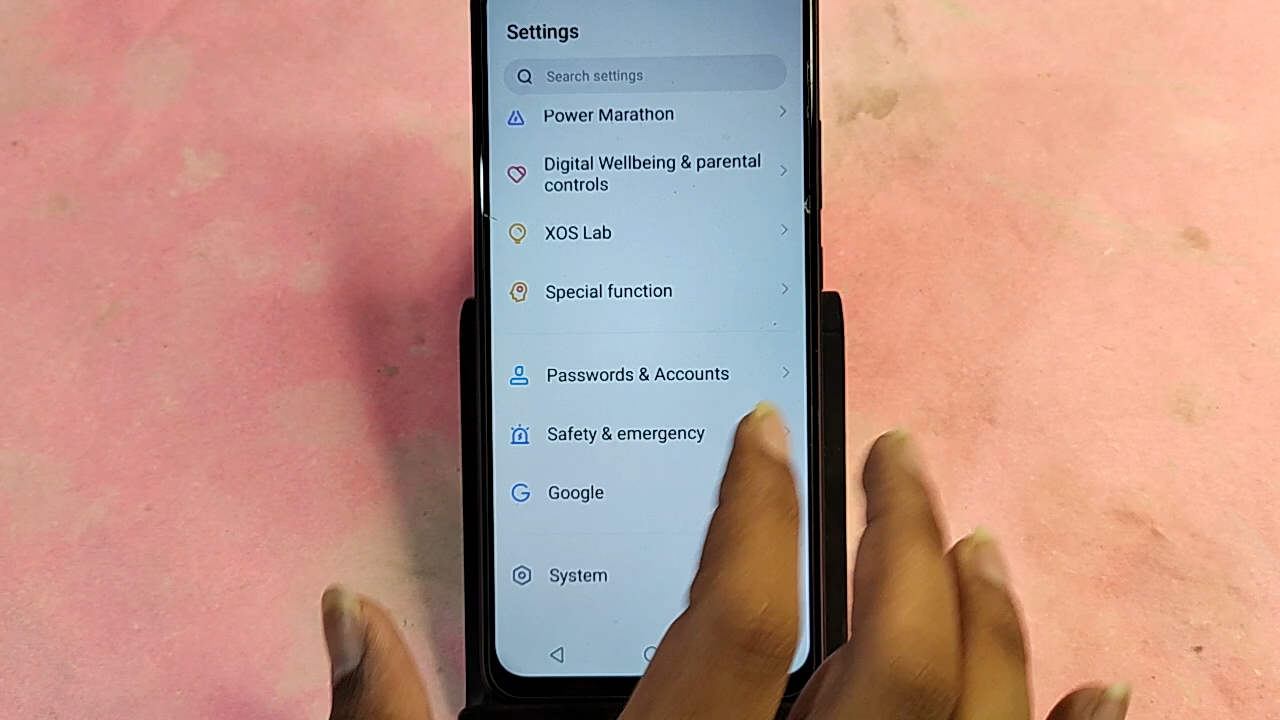 Settings
Search settings
Power Marathon
Digital Wellbeing & parental
controls
XOS Lab
Special function
Passwords & Accounts
Safety & emergency
Google
System